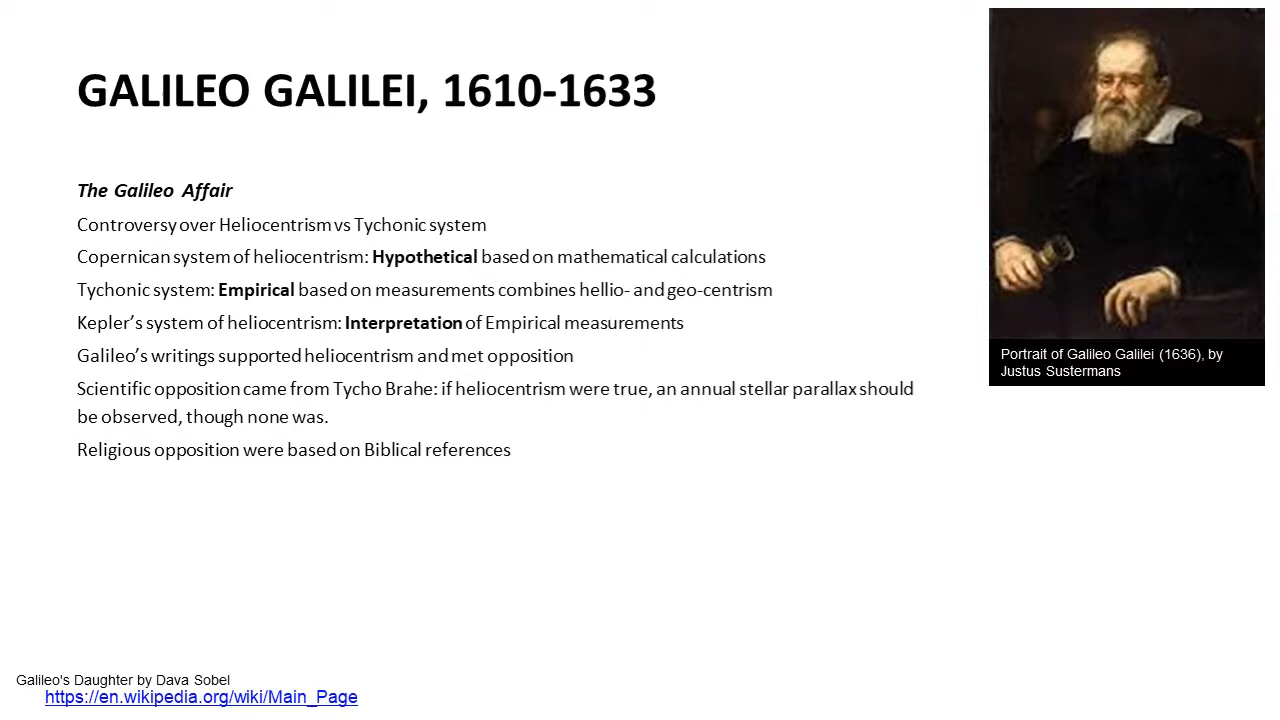 GALILEO GALILEI, 1610-1633
The Galileo Affair
Controversy over Heliocentrism vs Tychonic system
Copernican system of heliocentrism: Hypothetical based on mathematical calculations
Tychonic system: Empirical based on measurements combines hellio- and geo-centrism
Kepler’s system of heliocentrism: Interpretation of Empirical measurements
Galileo’s writings supported heliocentrism and met opposition
Scientific opposition came from Tycho Brahe: if heliocentrism were true, an annual stellar parallax should
be observed, though none was.
Religious opposition were based on Biblical references
Portrait of Galileo Galilei (1636), by
Justus Sustermans
Galileo's Daughter by Dava Sobel
https://en.wikipedia.org/wiki/Main_Page